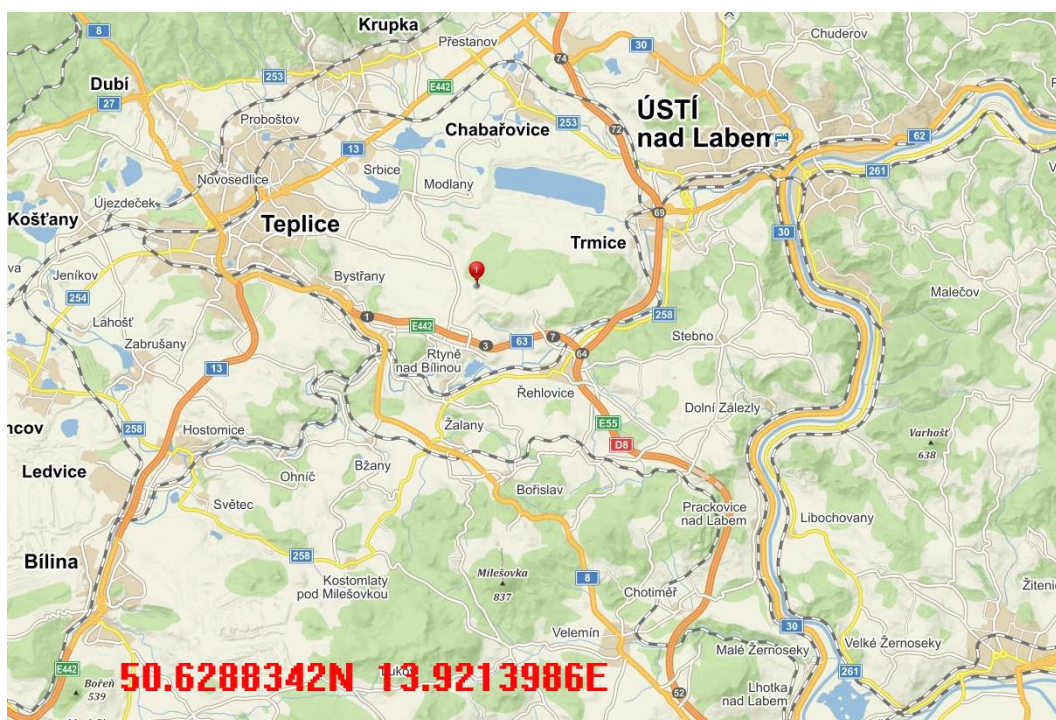 Krupka
Chuderov
8
Přestanov
30
74
Dubí
253
E442
ÚSTÍ
nad Labem
27
Proboštov
Chabařovice
253
72
62
13
Srbice
Novosedlice
Modlany
261
Újezdeček
Košťany
Teplice
69
30
Trmice
Jeníkov
Bystřany
254
Malečov
Lahošť
1
E442
258
Zabrušany
63
7
Stebno
3
Rtyně
nad Bílinou
64
13
Řehlovice
Dolní Zálezly
E55
258
Hostomice
Žalany
D8
Varhošť
638
Ledvice
Bžany
Ohníč
Bořislav
Světec
Prackovice
nad Labem
Libochovany
258
Bílina
Milešovka
837
8
Kostomlaty
pod Milešovkou
Chotiměř
30
Velemín
Velké Žernoseky
Malé Žernoseky
E442
50.6288342N 13.9213986E
261
Bořeň
539
52
Lhotka
nad Labem